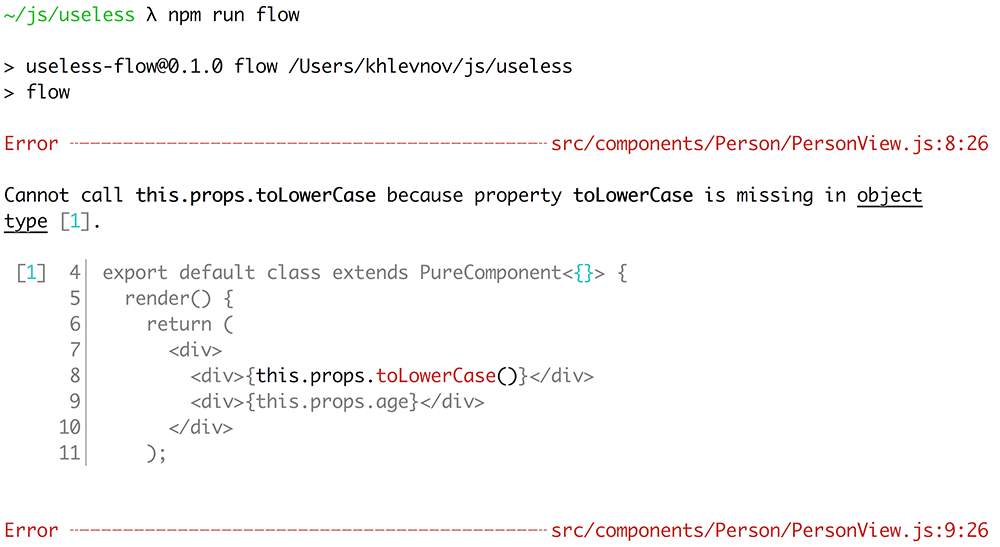 ~/js/useless λ npm run flow
> useless-flow@0.1.0 flow /Users/khlevnov/js/useless
> flow
Error ------------------------------------------- src/components/Person/PersonView.js:8:26
Cannot call this.props.toLowerCase because property toLowerCase is missing in object
type [1].
[1] 4│ export default class extends PureComponent<{}> {
5│   render() {
6│     return (
7│       <div>
8│         <div>{this.props.toLowerCase()}</div>
9│         <div>{this.props.age}</div>
10│       </div>
11│     );
Error ------------------------------------------- src/components/Person/PersonView.js:9:26